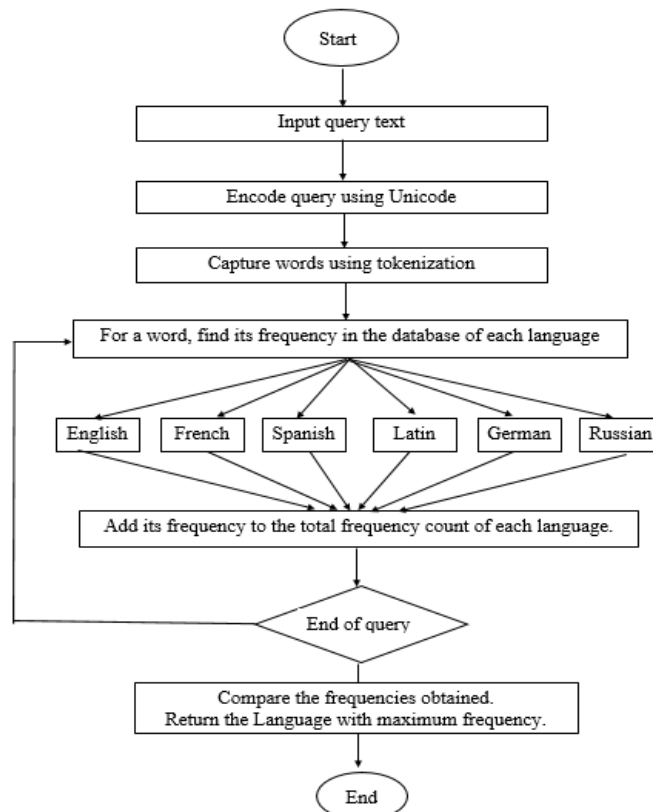 Start
Input query text
Encode query using Unicode
Capture words using tokenization
For a word, find its frequency in the database of each language
English
French
Spanish
Latin
German
Russian
Add its frequency to the total frequency count of each language.
End of query
Compare the frequencies obtained.
Return the Language with maximum frequency.
End